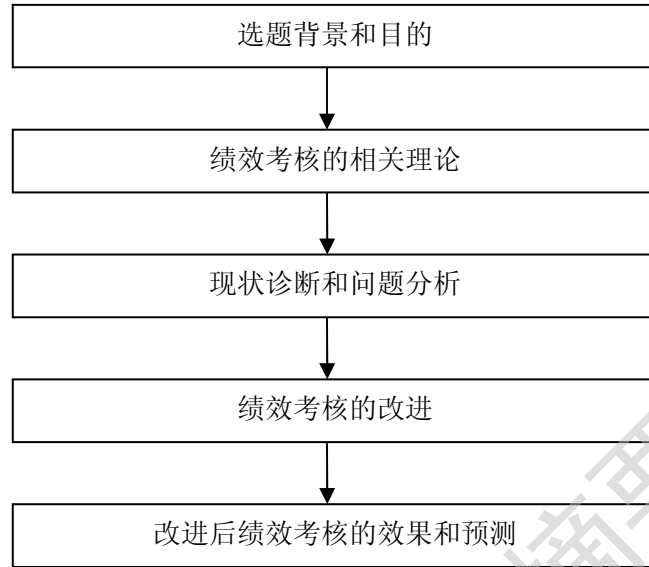 选题背景和目的
绩效考核的相关理论
现状诊断和问题分析
绩效考核的改进
改进后绩效考核的效果和预测
摘要